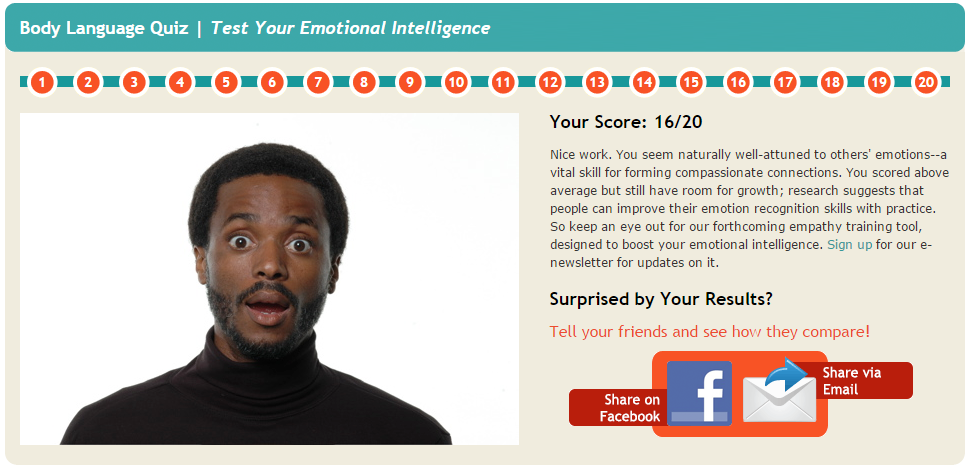 Body Language Quiz | Test Your Emotional Intelligence
1 2 3 4 5 6 7 8 9 10 11 12 13 14 15 16 17 18 19 20
Your Score: 16/20
Nice work. You seem naturally well-attuned to others' emotions--a
vital skill for forming compassionate connections. You scored above
average but still have room for growth; research suggests that
people can improve their emotion recognition skills with practice.
So keep an eye out for our forthcoming empathy training tool,
designed to boost your emotional intelligence. Sign up for our e-
newsletter for updates on it.
Surprised by Your Results?
Tell your friends and see how they compare!
Share on
Facebook
f
Share via
Email